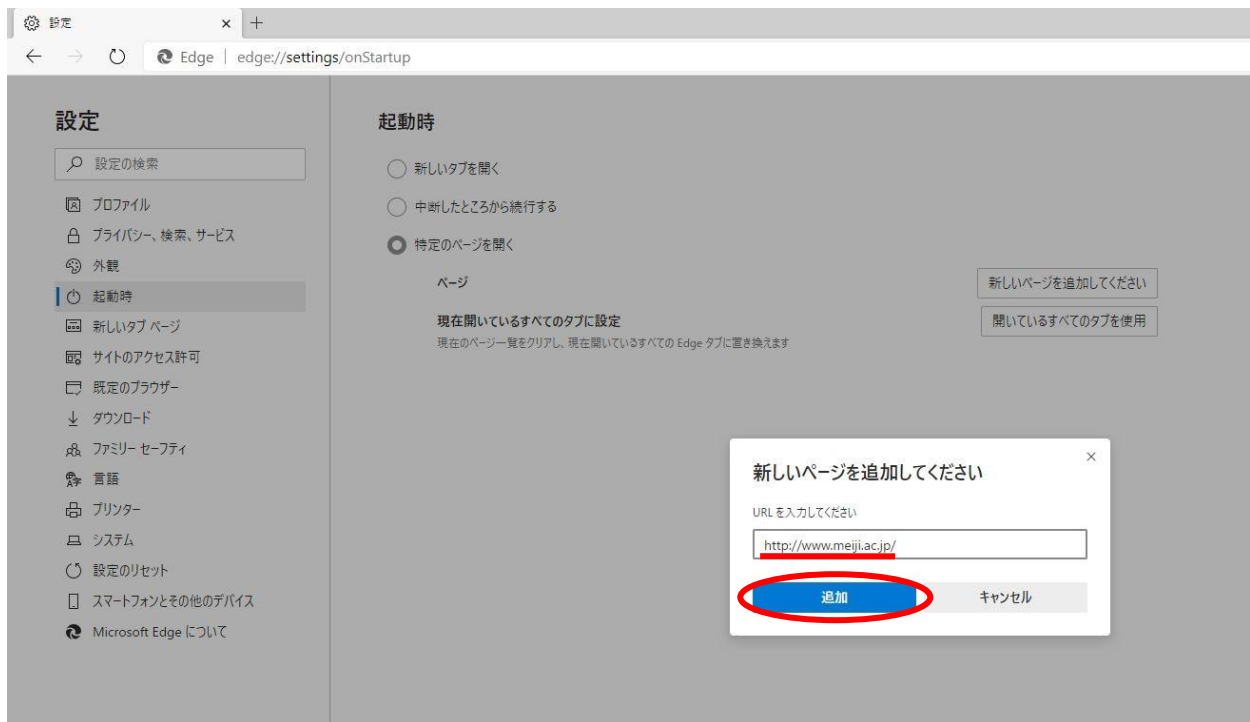 設定
Edge | edge://settings/onStartup
設定
設定の検索
プロファイル
プライバシー、検索、サービス
外観
起動時
新しいタブ ページ
サイトのアクセス許可
既定のブラウザー
ダウンロード
ファミリー セーフティ
言語
プリンター
システム
設定のリセット
スマートフォンとその他のデバイス
Microsoft Edge について
起動時
新しいタブを開く
中断したところから続行する
特定のページを開く
ページ
新しいページを追加してください
現在開いているすべてのタブに設定
現在のページ一覧をクリアし、現在開いているすべての Edge タブに置き換えます
開いているすべてのタブを使用
新しいページを追加してください
URL を入力してください
http://www.meiji.ac.jp/
追加 キャンセル